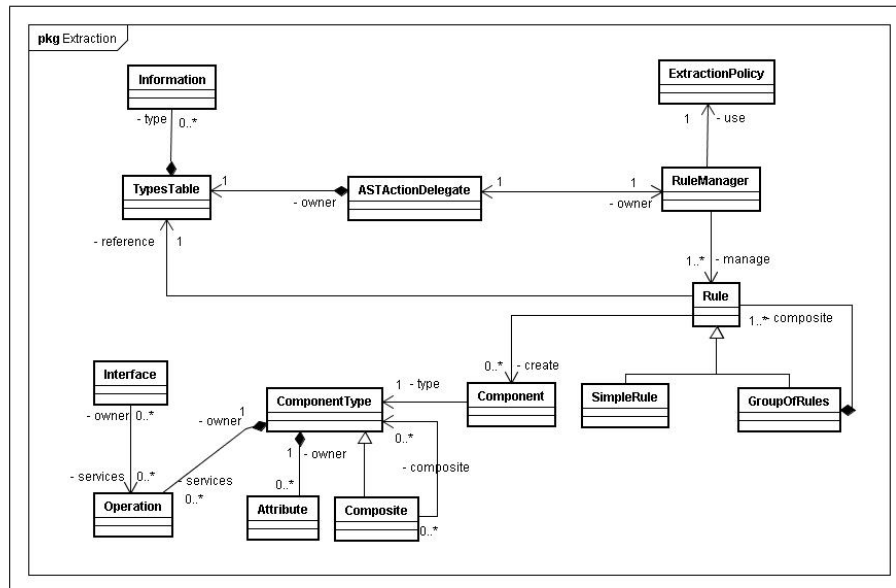 pkg Extraction
Information
ExtractionPolicy
- type
0..*
1
- use
TypesTable
1
- owner
ASTActionDelegate
1
1
- owner
RuleManager
- reference
1
1..*
- manage
Rule
1..*
- composite
Interface
- owner
0..*
0..*
- create
1
- type
ComponentType
Component
SimpleRule
GroupOfRules
1
- owner
1
- owner
0..*
- composite
- services
0..*
- services
0..*
0..*
0..*
Operation
Attribute
Composite